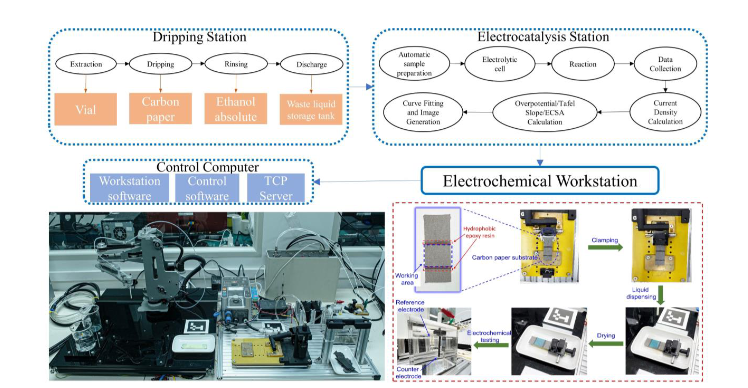 Dripping Station
Extraction
Dripping
Rinsing
Discharge
Vial
Carbon
paper
Ethanol
absolute
Waste liquid
storage tank
Electrocatalysis Station
Automatic
sample
preparation
Electrolytic
cell
Reaction
Data
Collection
Curve Fitting
and Image
Generation
Overpotential/Tafel
Slope/ECSA
Calculation
Current
Density
Calculation
Control Computer
Workstation
software
Control
software
TCP
Server
Electrochemical Workstation
Hydrophobic
epoxy resin
Carbon paper substrate
Working
area
Clamping
Liquid
dispensing
Reference
electrode
Electrochemical
testing
Drying
Counter
electrode